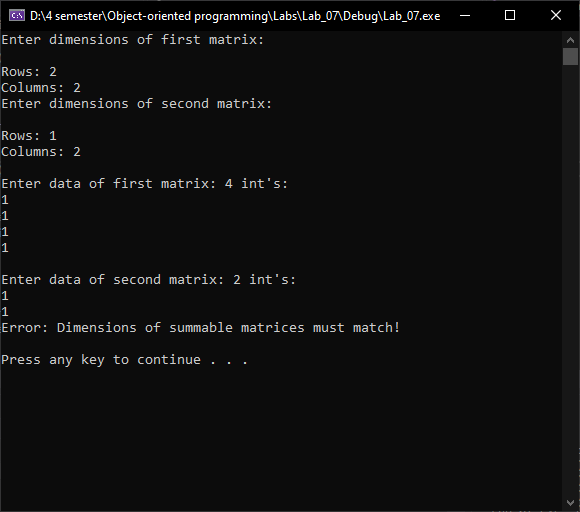 D:\4 semester\Object-oriented programming\Labs\Lab_07\Debug\Lab_07.exe
Enter dimensions of first matrix:
Rows: 2
Columns: 2
Enter dimensions of second matrix:
Rows: 1
Columns: 2
Enter data of first matrix: 4 int's:
1
1
1
1
Enter data of second matrix: 2 int's:
1
1
Error: Dimensions of summable matrices must match!
Press any key to continue . . .